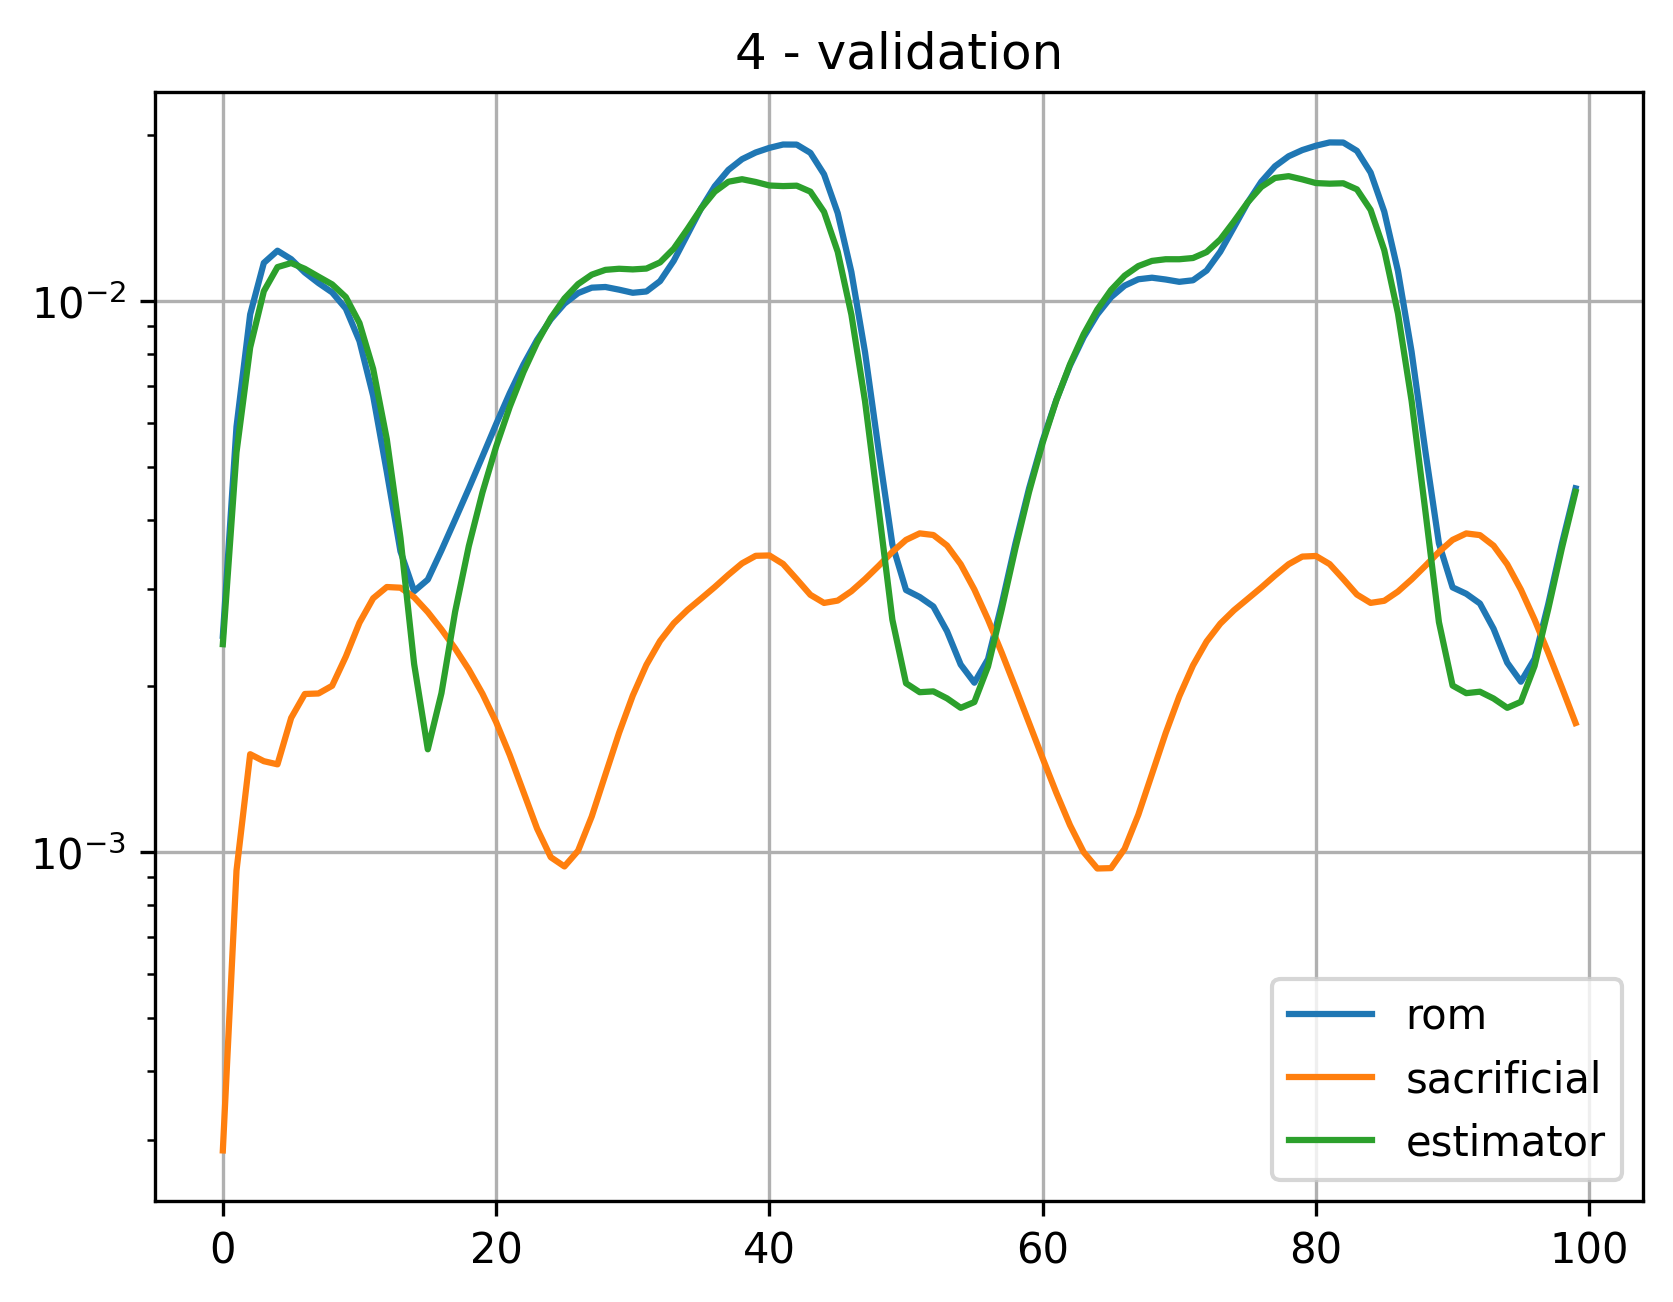 4 - validation
10⁻²
10⁻³
0 20 40 60 80 100
rom
sacrificial
estimator